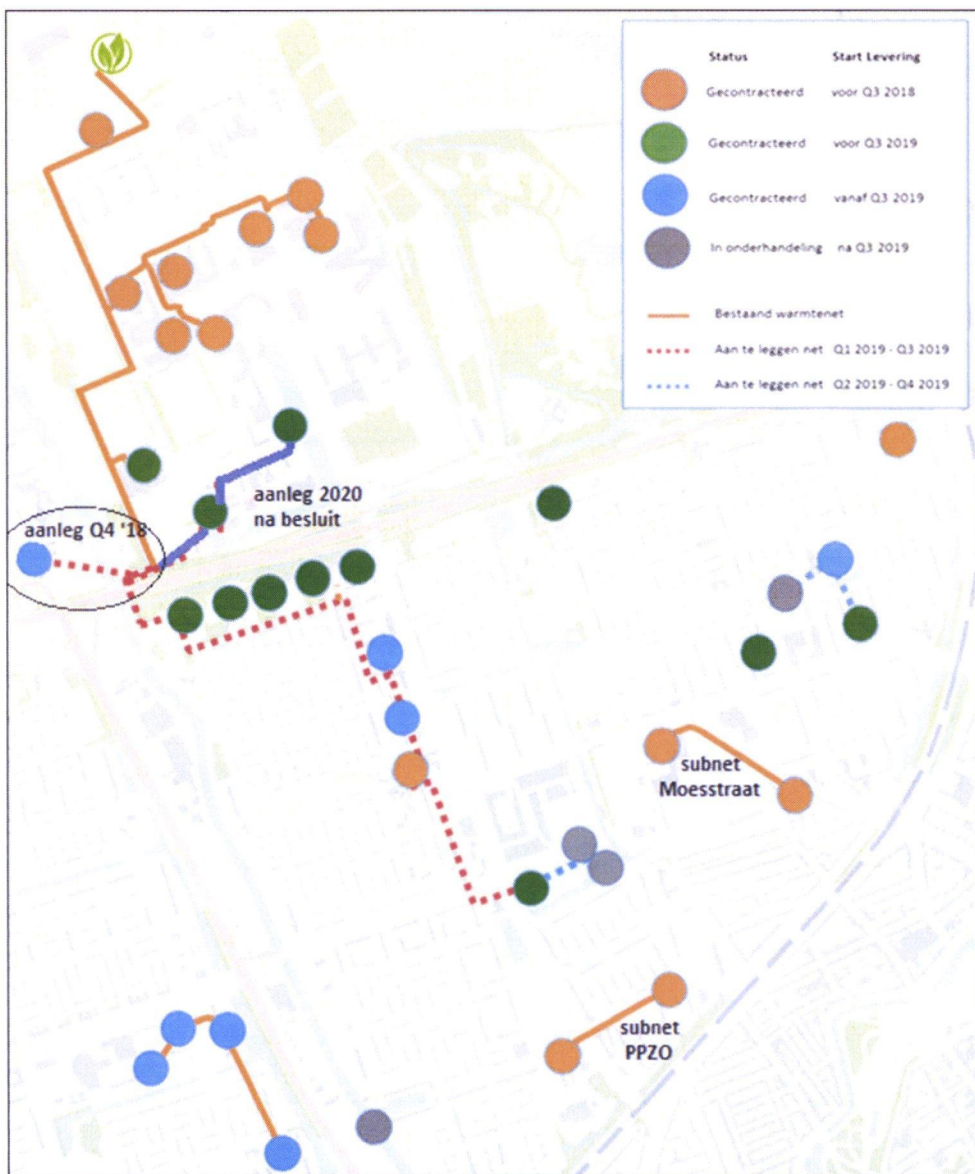 Status Start Levering
Gecontracteerd voor Q3 2018
Gecontracteerd voor Q3 2019
Gecontracteerd vanaf Q3 2019
In onderhandeling na Q3 2019
Bestaand warmtenet
Aan te leggen net Q1 2019 - Q3 2019
Aan te leggen net Q2 2019 - Q4 2019
aanleg 2020
na besluit
aanleg Q4 '18
subnet
Moesstraat
subnet
PPZO